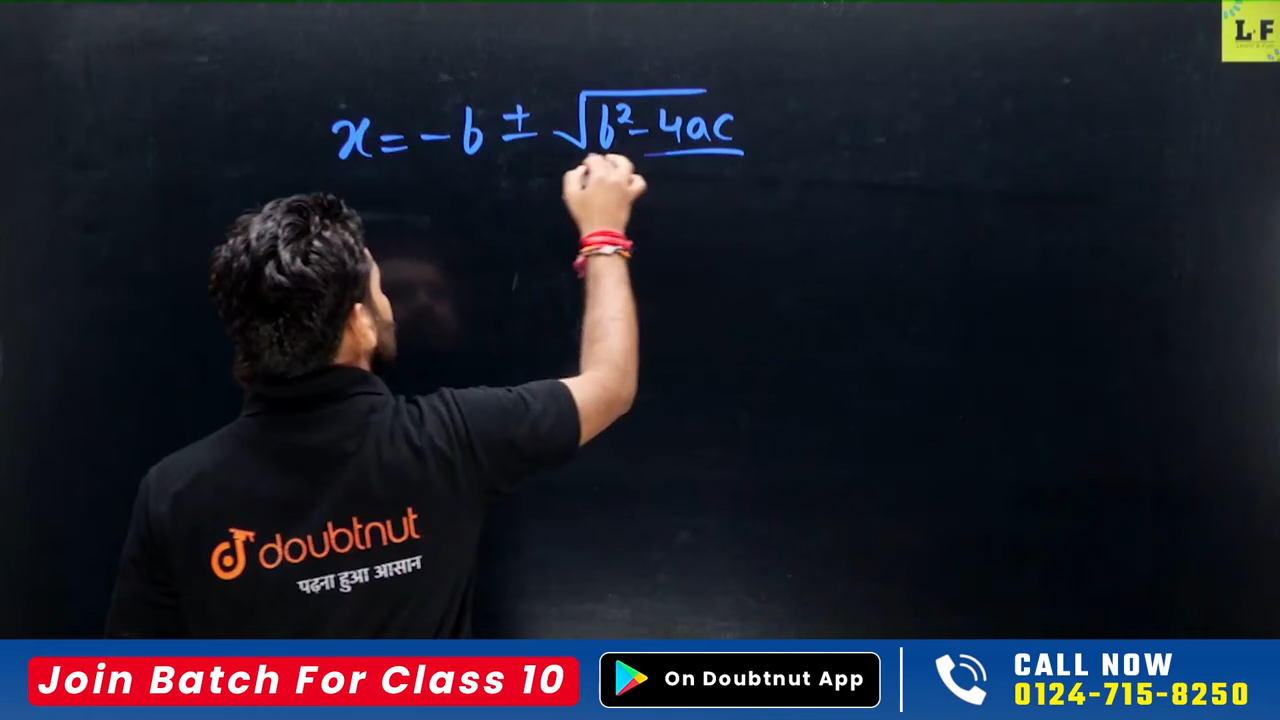 L&F
x = -b ± √b²-4ac
doubtnut
पढ़ना हुआ आसान
Join Batch For Class 10
On Doubtnut App
CALL NOW
0124-715-8250